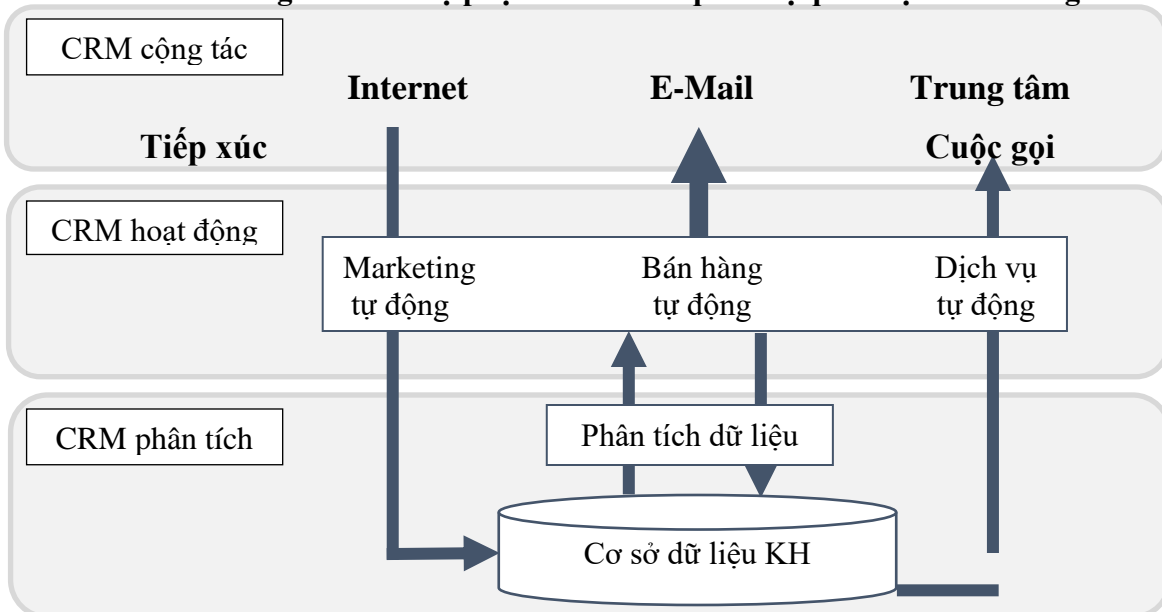 CRM cộng tác
Internet E-Mail Trung tâm
Tiếp xúc Cuộc gọi
CRM hoạt động
Marketing Bán hàng Dịch vụ
tự động tự động tự động
CRM phân tích Phân tích dữ liệu
Cơ sở dữ liệu KH